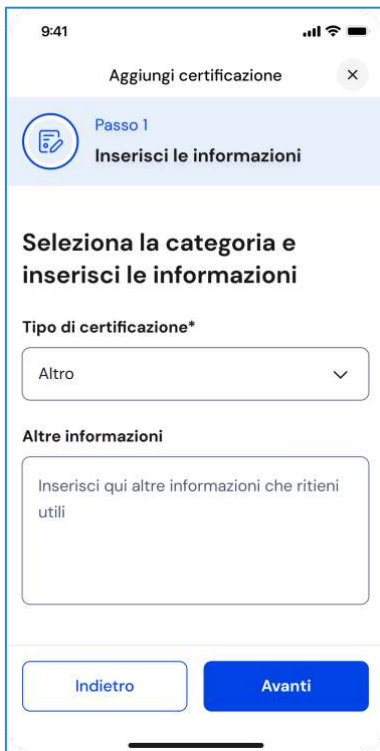 9:41
Aggiungi certificazione
Passo 1
Inserisci le informazioni
Seleziona la categoria e
inserisci le informazioni
Tipo di certificazione*
Altro
Altre informazioni
Inserisci qui altre informazioni che ritieni
utili
Indietro
Avanti